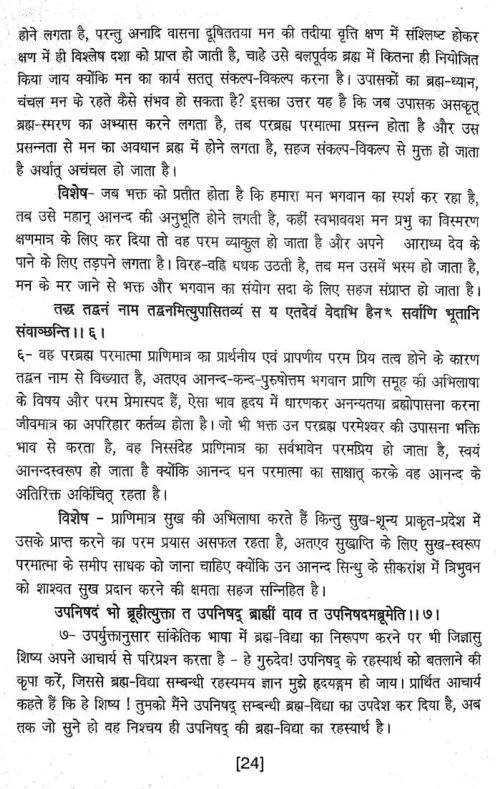 होने लगता है, परन्तु अनादि वासना दूषिततया मन की तदीया वृत्ति क्षण में संश्लिष्ट होकर
क्षण में ही विश्लेष दशा को प्राप्त हो जाती है, चाहे उसे बलपूर्वक ब्रह्म में कितना ही नियोजित
किया जाय क्योंकि मन का कार्य सतत् संकल्प-विकल्प करना है। उपासकों का ब्रह्म-ध्यान,
चंचल मन के रहते कैसे संभव हो सकता है? इसका उत्तर यह है कि जब उपासक असकृत्
ब्रह्म-स्मरण का अभ्यास करने लगता है, तब परब्रह्म परमात्मा प्रसन्न होता है और उस
प्रसन्नता से मन का अवधान ब्रह्म में होने लगता है, सहज संकल्प-विकल्प से मुक्त हो जाता
है अर्थात् अचंचल हो जाता है।
विशेष- जब भक्त को प्रतीत होता है कि हमारा मन भगवान का स्पर्श कर रहा है,
तब उसे महान् आनन्द की अनुभूति होने लगती है, कहीं स्वभाववश मन प्रभु का विस्मरण
क्षणमात्र के लिए कर दिया तो वह परम व्याकुल हो जाता है और अपने आराध्य देव के
पाने के लिए तड़पने लगता है। विरह-वह्नि धधक उठती है, तब मन उसमें भस्म हो जाता है,
मन के मर जाने से भक्त और भगवान का संयोग सदा के लिए सहज संप्राप्त हो जाता है।
तद्ध तद्वनं नाम तद्वनमित्युपासितव्यं स य एतदेवं वेदाभि हैनꣳ सर्वाणि भूतानि
संवाञ्छन्ति।।६।
६- वह परब्रह्म परमात्मा प्राणिमात्र का प्रार्थनीय एवं प्रापणीय परम प्रिय तत्व होने के कारण
तद्वन नाम से विख्यात है, अतएव आनन्द-कन्द-पुरुषोत्तम भगवान प्राणि समूह की अभिलाषा
के विषय और परम प्रेमास्पद हैं, ऐसा भाव हृदय में धारणकर अनन्यतया ब्रह्मोपासना करना
जीवमात्र का अपरिहार कर्तव्य होता है। जो भी भक्त उन परब्रह्म परमेश्वर की उपासना भक्ति
भाव से करता है, वह निस्संदेह प्राणिमात्र का सर्वभावेन परमप्रिय हो जाता है, स्वयं
आनन्दस्वरूप हो जाता है क्योंकि आनन्द धन परमात्मा का साक्षात् करके वह आनन्द के
अतिरिक्त अकिंचित् रहता है।
विशेष - प्राणिमात्र सुख की अभिलाषा करते हैं किन्तु सुख-शून्य प्राकृत-प्रदेश में
उसके प्राप्त करने का परम प्रयास असफल रहता है, अतएव सुखाप्ति के लिए सुख-स्वरूप
परमात्मा के समीप साधक को जाना चाहिए क्योंकि उन आनन्द सिन्धु के सीकरांश में त्रिभुवन
को शाश्वत सुख प्रदान करने की क्षमता सहज सन्निहित है।
उपनिषदं भो ब्रूहीत्युक्ता त उपनिषद् ब्राह्मीं वाव त उपनिषदमब्रूमेति।।७।
७- उपर्युक्तानुसार सांकेतिक भाषा में ब्रह्म-विद्या का निरूपण करने पर भी जिज्ञासु
शिष्य अपने आचार्य से परिप्रश्न करता है - हे गुरुदेव! उपनिषद् के रहस्यार्थ को बतलाने की
कृपा करें, जिससे ब्रह्म-विद्या सम्बन्धी रहस्यमय ज्ञान मुझे हृदयङ्गम हो जाय। प्रार्थित आचार्य
कहते हैं कि हे शिष्य ! तुमको मैंने उपनिषद् सम्बन्धी ब्रह्म-विद्या का उपदेश कर दिया है, अब
तक जो सुने हो वह निश्चय ही उपनिषद् की ब्रह्म-विद्या का रहस्यार्थ है।
[24]